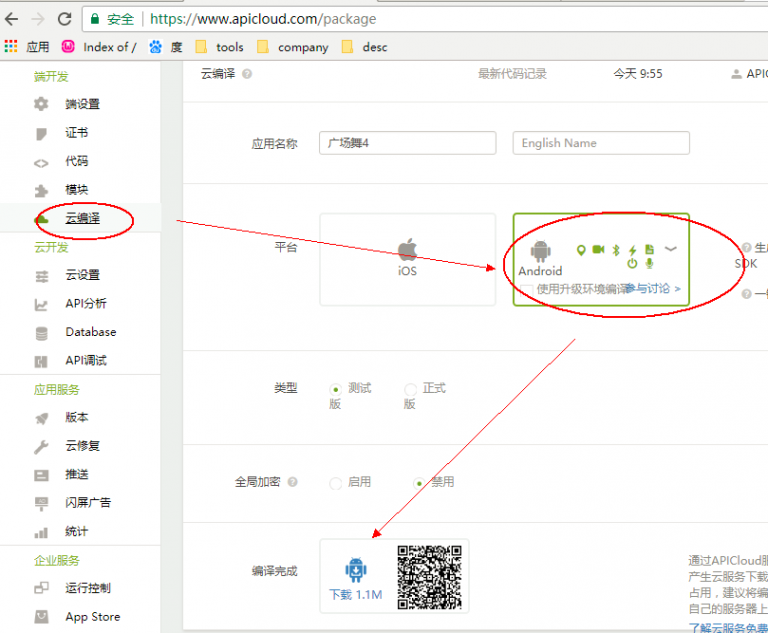 安全 https://www.apicloud.com/package
应用 Index of / 度 tools company desc
端开发
端设置
证书
代码
模块
云编译
云开发
云设置
API分析
Database
API调试
应用服务
版本
云修复
推送
闪屏广告
统计
企业服务
运行控制
App Store
云编译
最新代码记录
今天 9:55
应用名称
广场舞4
English Name
平台
iOS
Android
使用升级环境编译
参与讨论 >
SDK
类型
测试版
正式版
全局加密
启用
禁用
编译完成
下载 1.1M
通过APICloud
产生云服务下载
占用，建议将编
自己的服务器上
了解云服务免费